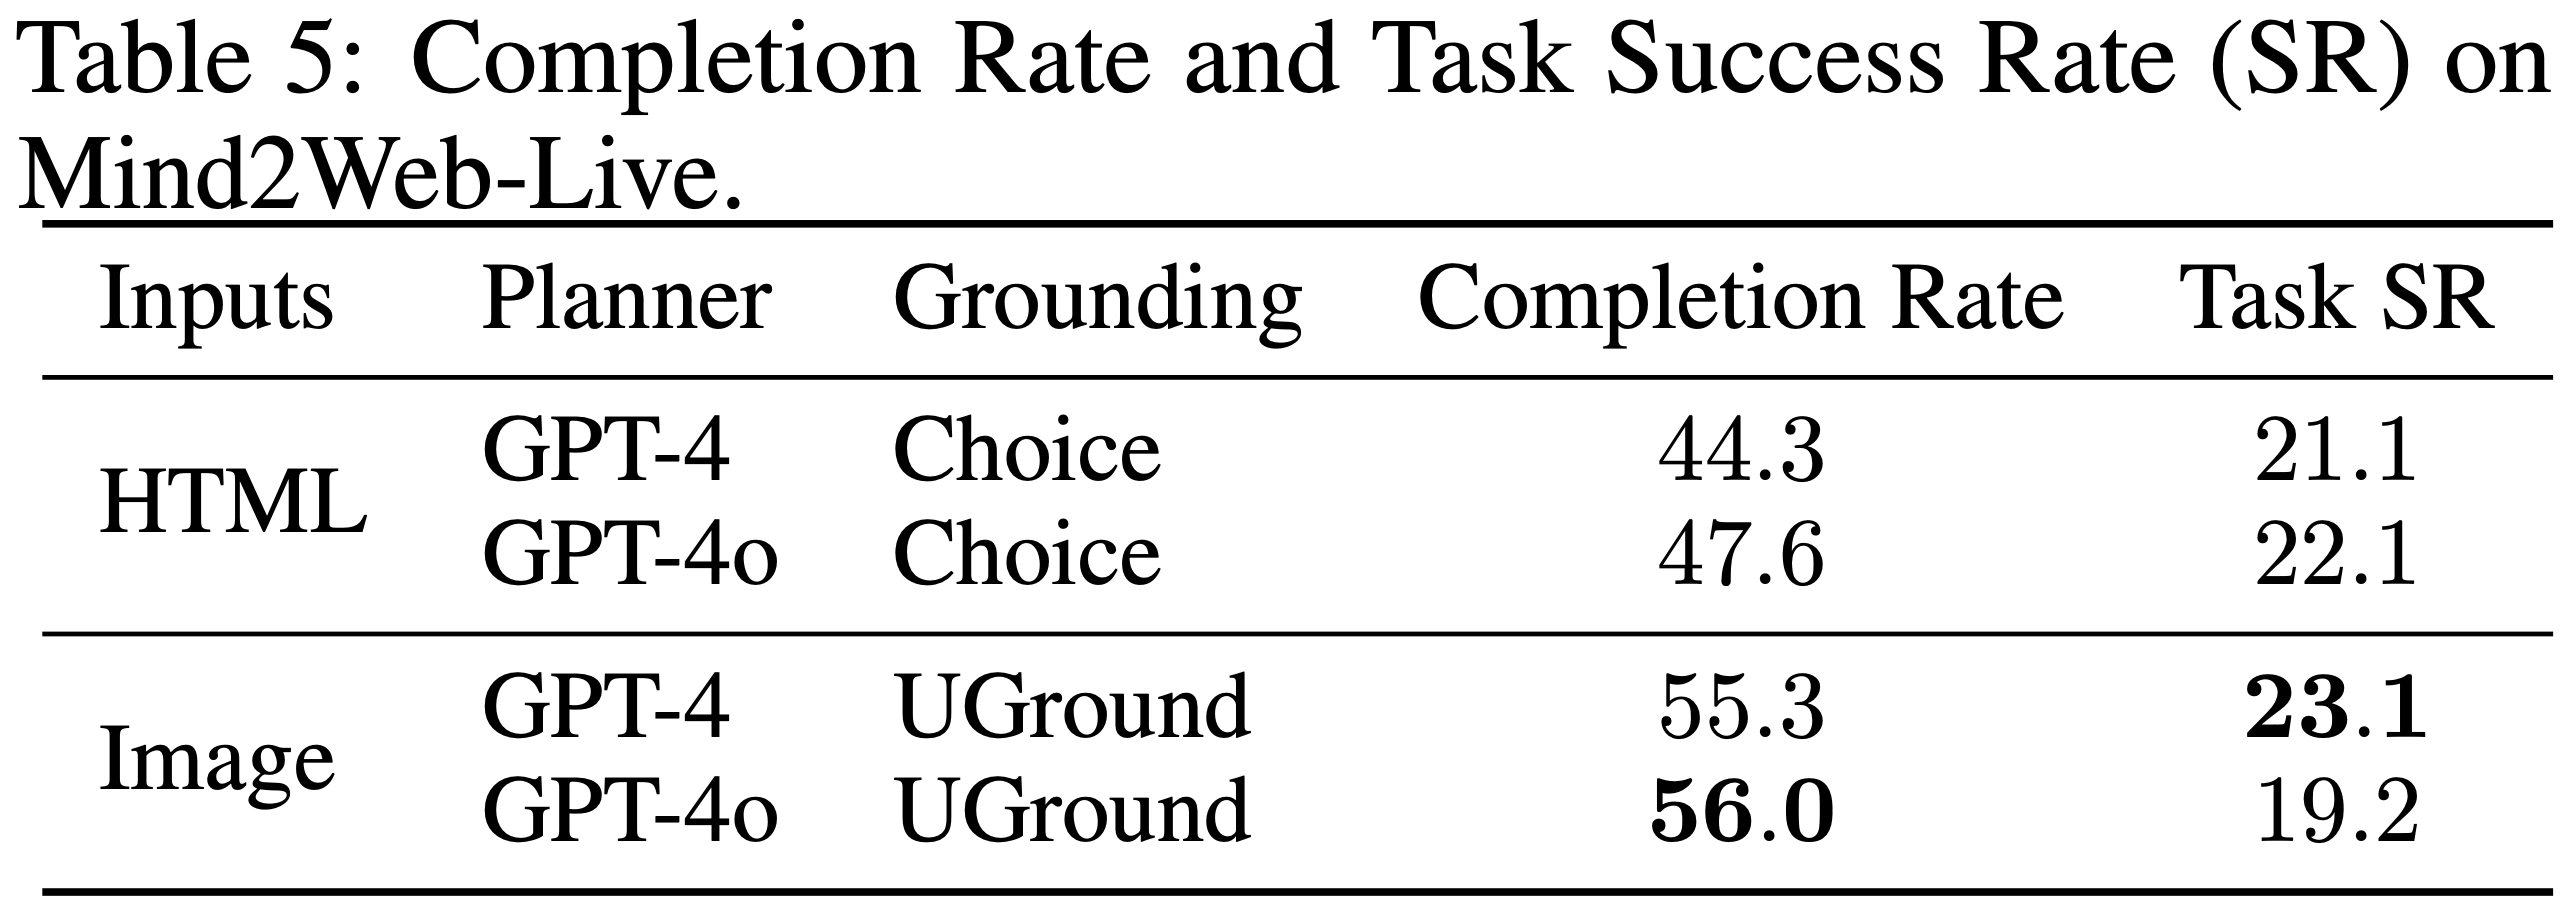 Table 5: Completion Rate and Task Success Rate (SR) on
Mind2Web-Live.
Inputs Planner Grounding Completion Rate Task SR
HTML GPT-4 Choice 44.3 21.1
GPT-4o Choice 47.6 22.1
Image GPT-4 UGround 55.3 23.1
GPT-4o UGround 56.0 19.2